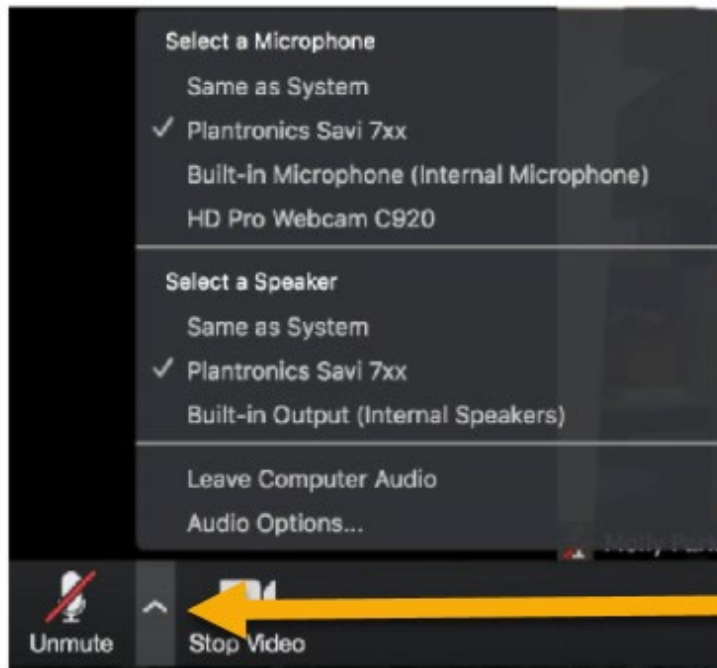 Select a Microphone
Same as System
Plantronics Savi 7xx
Built-in Microphone (Internal Microphone)
HD Pro Webcam C920
Select a Speaker
Same as System
Plantronics Savi 7xx
Built-in Output (Internal Speakers)
Leave Computer Audio
Audio Options...
Molly
Unmute
Stop Video